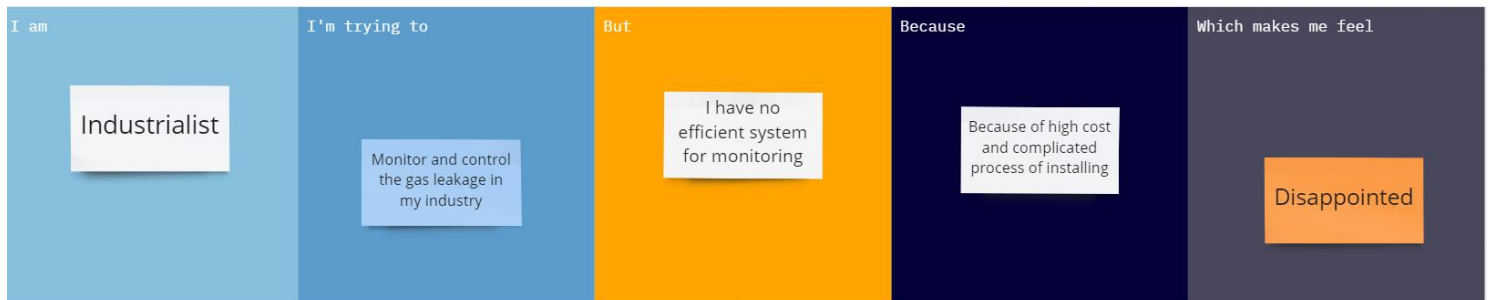 I am
Industrialist
I'm trying to
Monitor and control
the gas leakage in
my industry
But
I have no
efficient system
for monitoring
Because
Because of high cost
and complicated
process of installing
Which makes me feel
Disappointed